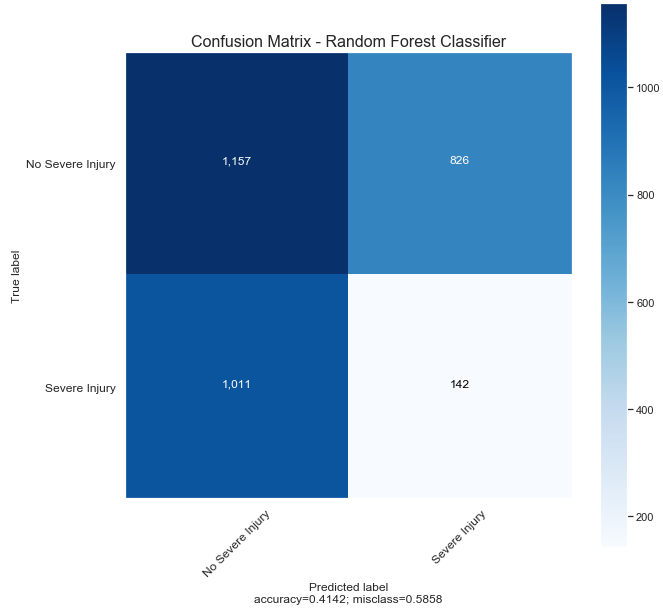 Confusion Matrix - Random Forest Classifier
No Severe Injury
1,157
826
Severe Injury
1,011
142
True label
No Severe Injury
Severe Injury
Predicted label
accuracy=0.4142; misclass=0.5858
1000
800
600
400
200